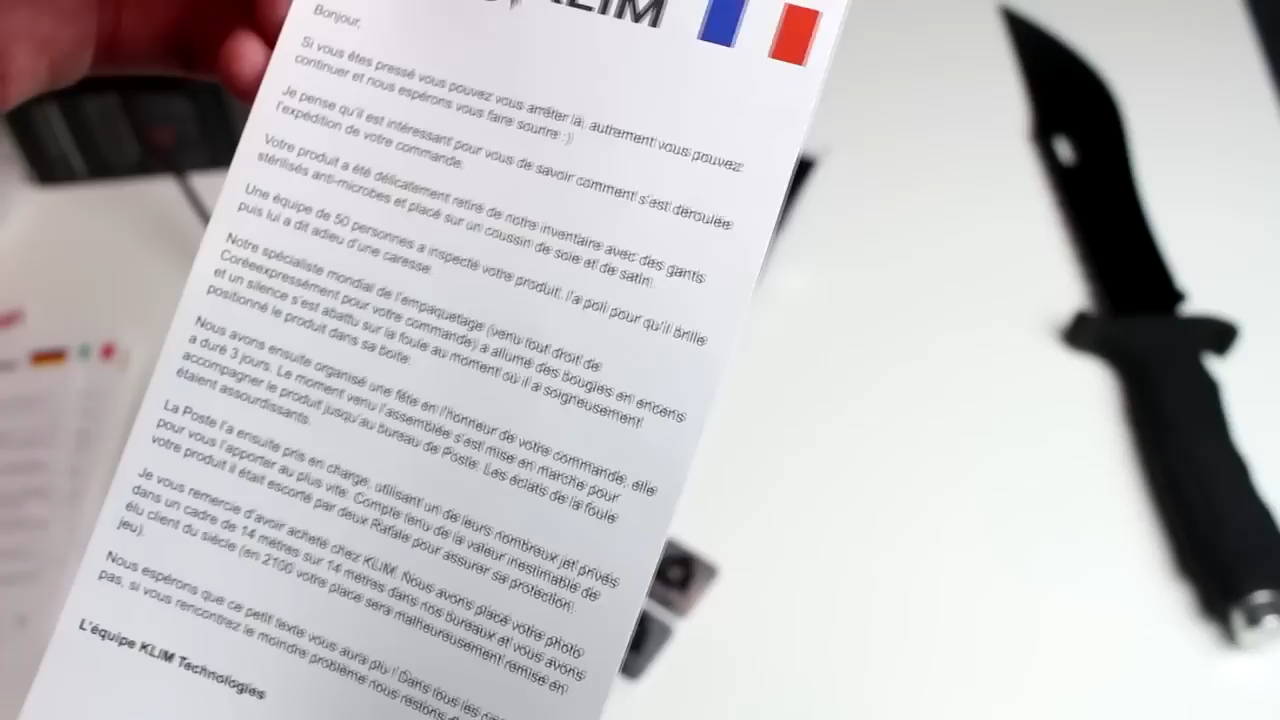 KLIM
Bonjour,
Si vous êtes pressé vous pouvez vous arrêter là, autrement vous pouvez
continuer et nous espérons vous faire sourire :))
Je pense qu'il est intéressant pour vous de savoir comment s'est déroulée
l'expédition de votre commande.
Votre produit a été délicatement retiré de notre inventaire avec des gants
stérilisés anti-microbes et placé sur un coussin de soie et de satin.
Une équipe de 50 personnes a inspecté votre produit, l'a poli pour qu'il brille
puis lui a dit adieu d'une caresse.
Notre spécialiste mondial de l'empaquetage (venu tout droit de
Coréeexpressément pour votre commande) a allumé des bougies en encens
et un silence s'est abattu sur la foule au moment où il a soigneusement
positionné le produit dans sa boite.
Nous avons ensuite organisé une fête en l'honneur de votre commande, elle
a duré 3 jours. Le moment venu l'assemblée s'est mise en marche pour
accompagner le produit jusqu'au bureau de Poste. Les éclats de la foule
étaient assourdissants.
La Poste l'a ensuite pris en charge, utilisant un de leurs nombreux jet privés
pour vous l'apporter au plus vite. Compte tenu de la valeur inestimable de
votre produit il était escorté par deux Rafale pour assurer sa protection.
Je vous remercie d'avoir acheté chez KLIM. Nous avons placé votre photo
dans un cadre de 14 mètres sur 14 mètres dans nos bureaux et vous avons
élu client du siècle (en 2100 votre place sera malheureusement remise en
jeu).
Nous espérons que ce petit texte vous aura plu ! Dans tous les
pas, si vous rencontrez le moindre problème nous restons
L'équipe KLIM Technologies